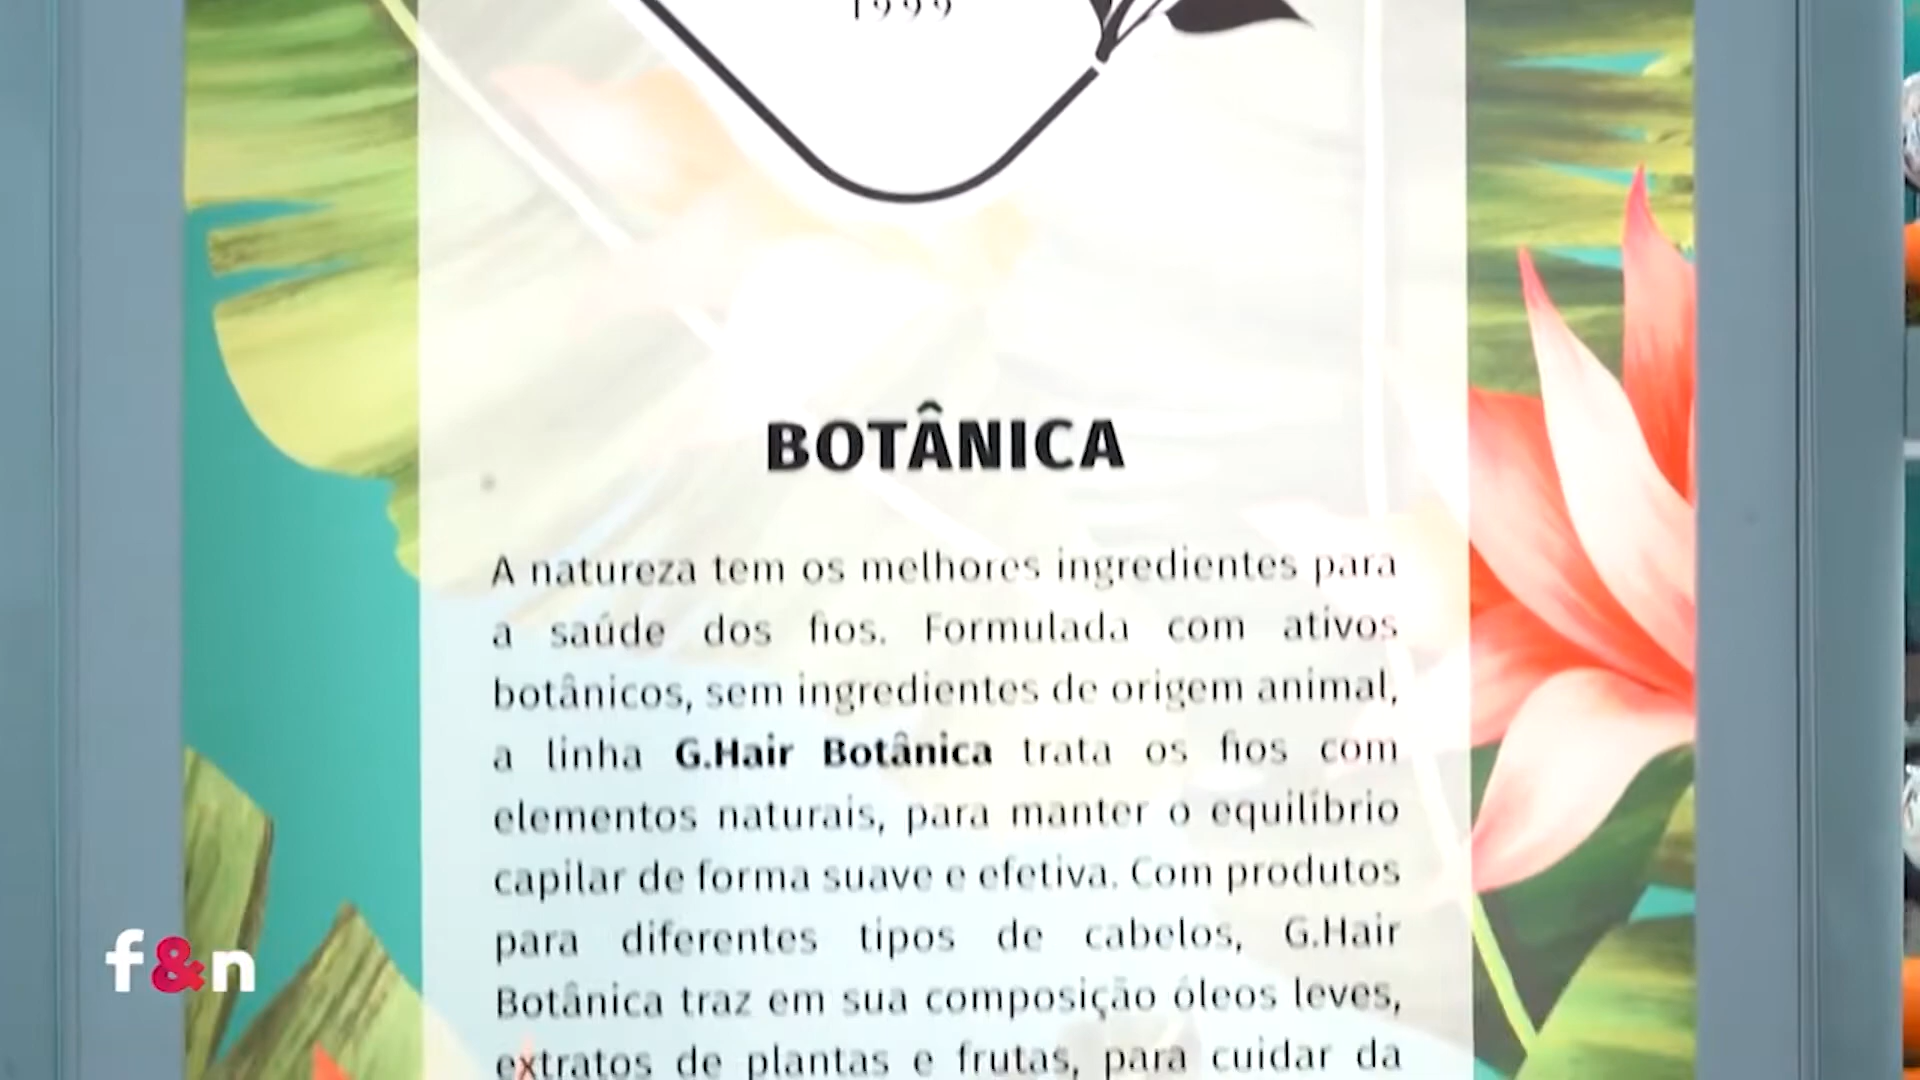 1999
BOTÂNICA
A natureza tem os melhores ingredientes para
a saúde dos fios. Formulada com ativos
botânicos, sem ingredientes de origem animal,
a linha G.Hair Botânica trata os fios com
elementos naturais, para manter o equilíbrio
capilar de forma suave e efetiva. Com produtos
para diferentes tipos de cabelos, G.Hair
Botânica traz em sua composição óleos leves,
extratos de plantas e frutas, para cuidar da
f&n